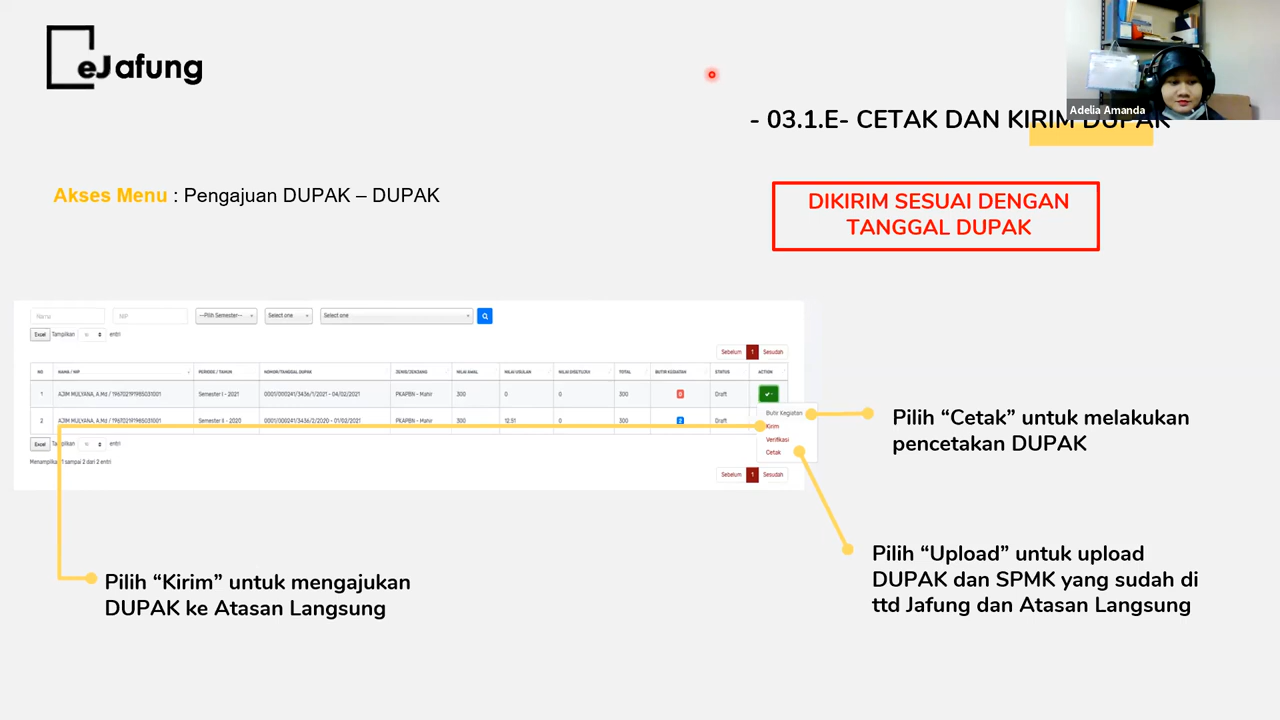 eJafung
Adelia Amanda
- 03.1.E- CETAK DAN KIRIM DUPAK
Akses Menu : Pengajuan DUPAK – DUPAK
DIKIRIM SESUAI DENGAN
TANGGAL DUPAK
Nama NIP --Pilih Semester-- Select one Select one
Excel Tampilkan 10 entri
Sebelum 1 Sesudah
NO NAMA / NIP PERIODE / TAHUN NOMOR/TANGGAL DUPAK JENIS/JENJANG NILAI AWAL NILAI USULAN NILAI DISETUJUI TOTAL BUTIR KEGIATAN STATUS ACTION
1 AJIM MULYANA, A.Md / 196702191985031001 Semester I - 2021 0001/000241/3436/1/2021 - 04/02/2021 PKAPBN - Mahir 300 0 0 300 0 Draft
Butir Kegiatan
2 AJIM MULYANA, A.Md / 196702191985031001 Semester II - 2020 0001/000241/3436/2/2020 - 01/02/2021 PKAPBN - Mahir 300 12.51 0 300 2 Draft
Kirim
Verifikasi
Cetak
Excel Tampilkan 10 entri
Menampilkan 1 sampai 2 dari 2 entri
Sebelum 1 Sesudah
Pilih “Cetak” untuk melakukan
pencetakan DUPAK
Pilih “Upload” untuk upload
DUPAK dan SPMK yang sudah di
ttd Jafung dan Atasan Langsung
Pilih “Kirim” untuk mengajukan
DUPAK ke Atasan Langsung